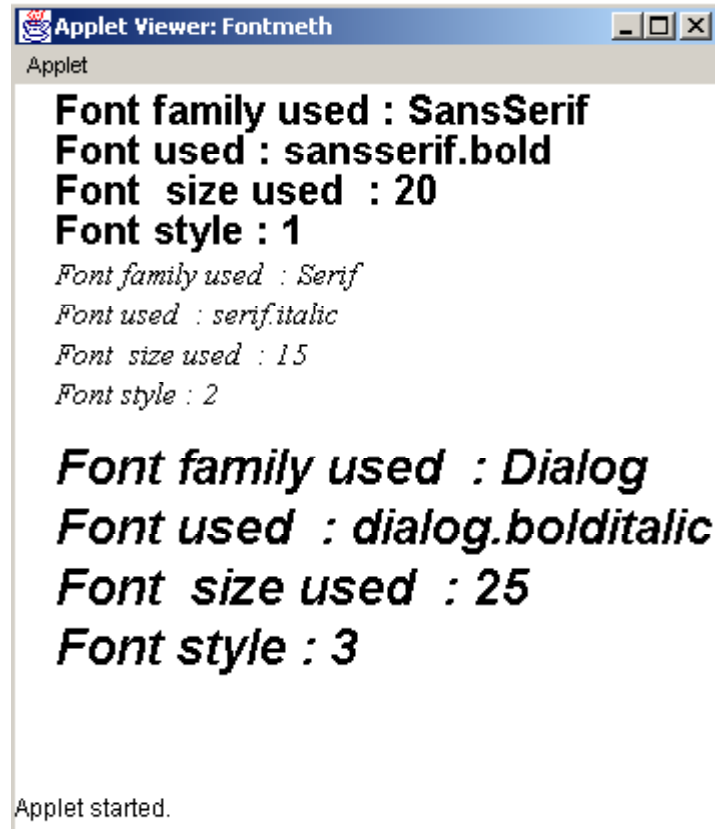 Applet Viewer: Fontmeth
Applet
Font family used : SansSerif
Font used : sansserif.bold
Font  size used  : 20
Font style : 1
Font family used  : Serif
Font used  : serif.italic
Font  size used  : 15
Font style : 2
Font family used  : Dialog
Font used  : dialog.bolditalic
Font  size used  : 25
Font style : 3
Applet started.